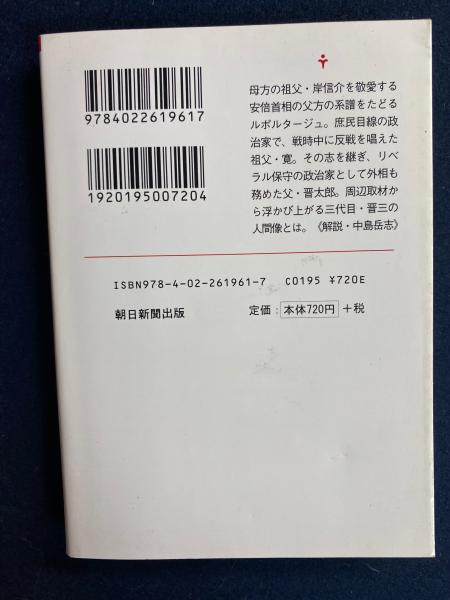 9784022619617
1920195007204
母方の祖父・岸信介を敬愛する
安倍首相の父方の系譜をたどる
ルポルタージュ。庶民目線の政
治家で、戦時中に反戦を唱えた
祖父・寛。その志を継ぎ、リベ
ラル保守の政治家として外相も
務めた父・晋太郎。周辺取材か
ら浮かび上がる三代目・晋三の
人間像とは。《解説・中島岳志》
ISBN978-4-02-261961-7 C0195 ¥720E
朝日新聞出版 定価：本体720円＋税